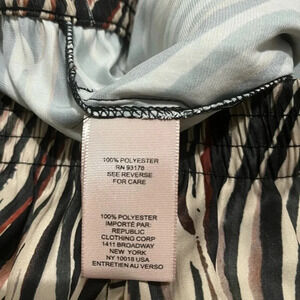 100% POLYESTER
RN 93178
SEE REVERSE
FOR CARE
100% POLYESTER
IMPORTÉ PAR:
REPUBLIC
CLOTHING CORP
1411 BROADWAY
NEW YORK
NY 10018 USA
ENTRETIEN AU VERSO